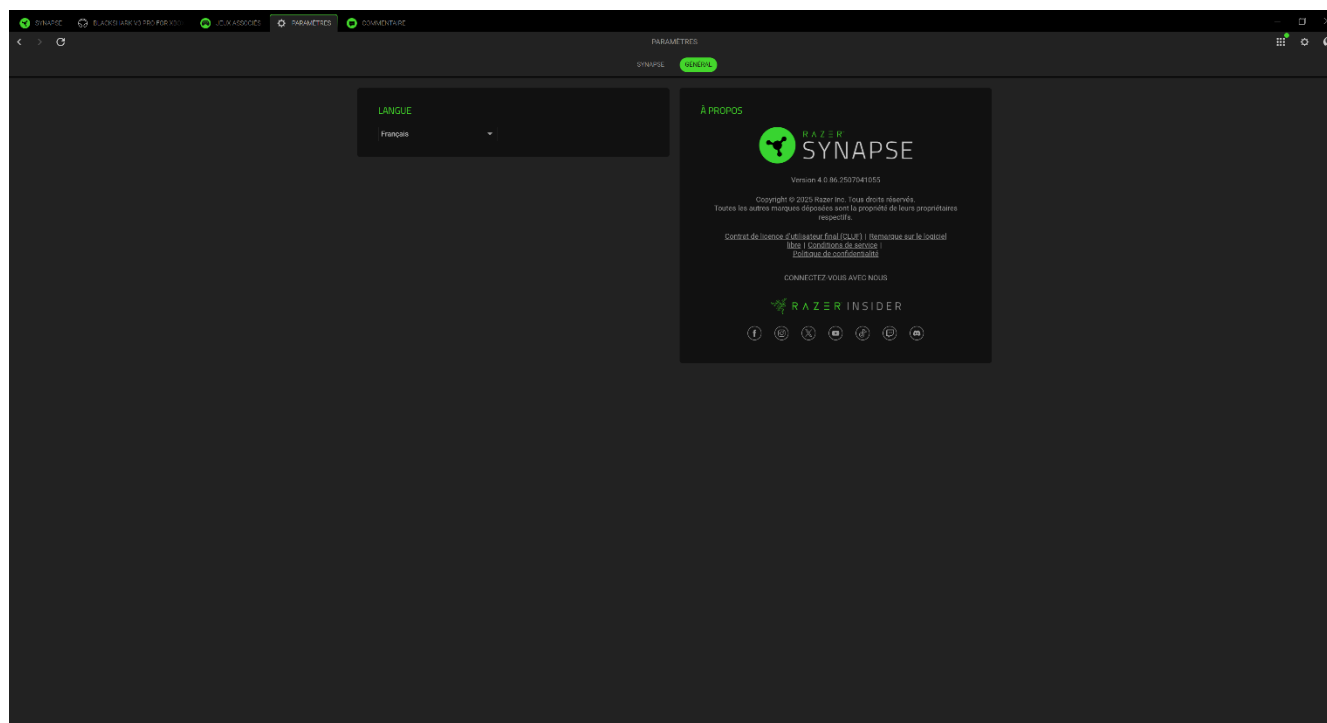 SYNAPSE BLACKSHARK V3 PRO FOR XBO JEUX ASSOCIÉS PARAMÈTRES COMMENTAIRE
PARAMÈTRES
SYNAPSE GÉNÉRAL
LANGUE
Français
À PROPOS
RAZER
SYNAPSE
Version 4.0.86.2507041055
Copyright © 2025 Razer Inc. Tous droits réservés.
Toutes les autres marques déposées sont la propriété de leurs propriétaires
respectifs.
Contrat de licence d'utilisateur final (CLUF) | Remarque sur le logiciel
libre | Conditions de service |
Politique de confidentialité
CONNECTEZ-VOUS AVEC NOUS
RAZER INSIDER